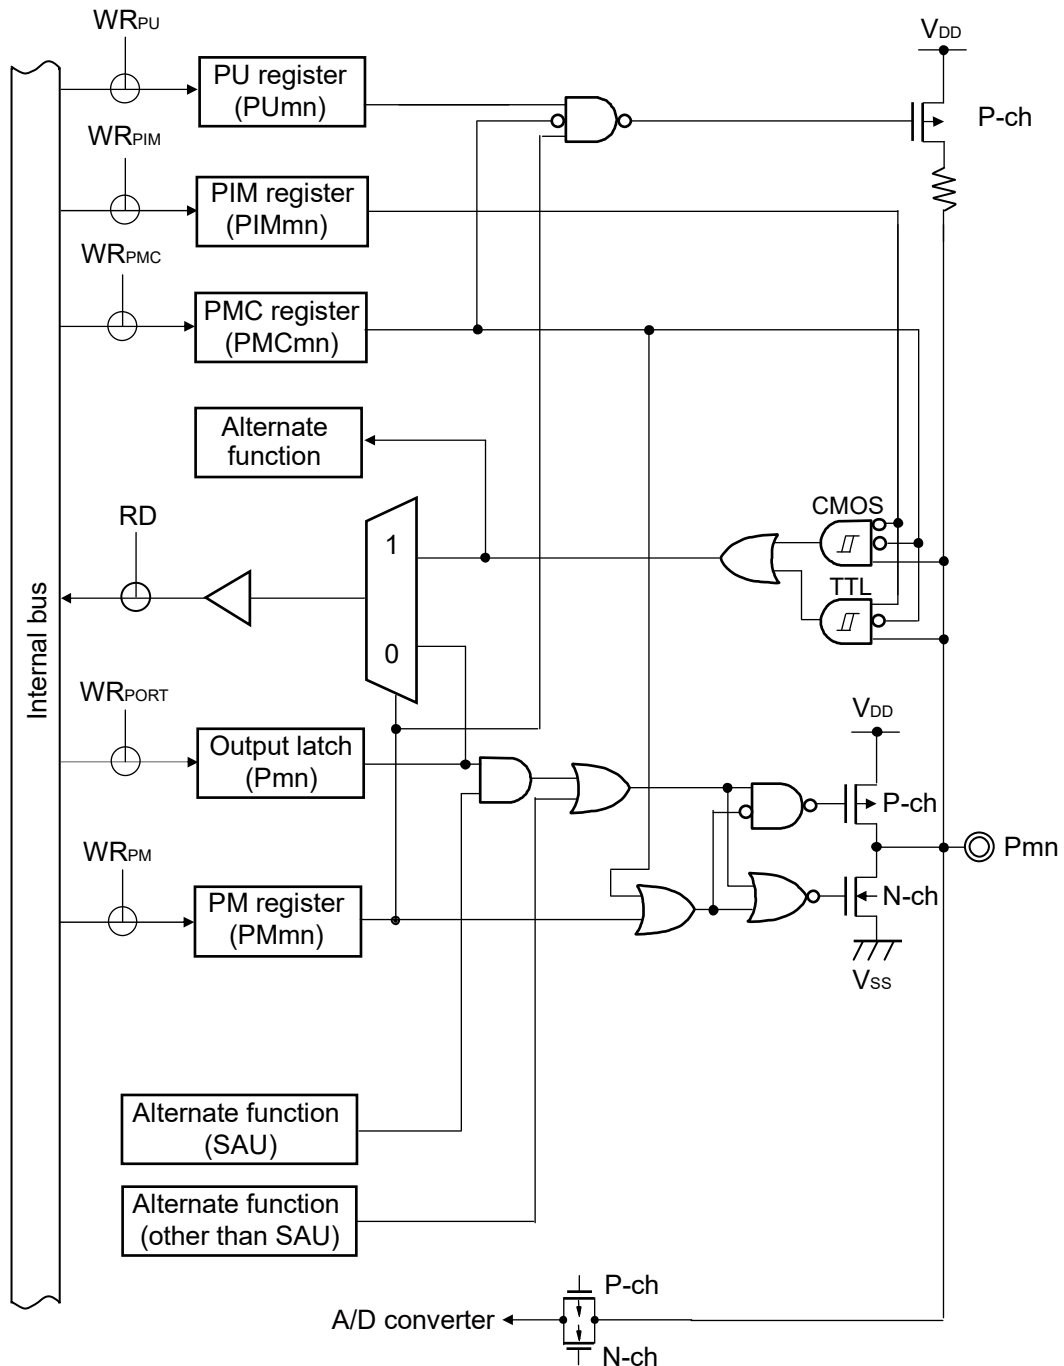 WRPU
PU register
(PUmn)
VDD
P-ch
WRPIM
PIM register
(PIMmn)
WRPMC
PMC register
(PMCmn)
Alternate
function
CMOS
RD
1
TTL
0
Internal bus
WRPORT
Output latch
(Pmn)
VDD
P-ch
Pmn
WRPM
PM register
(PMmn)
N-ch
VSS
Alternate function
(SAU)
Alternate function
(other than SAU)
P-ch
A/D converter
N-ch